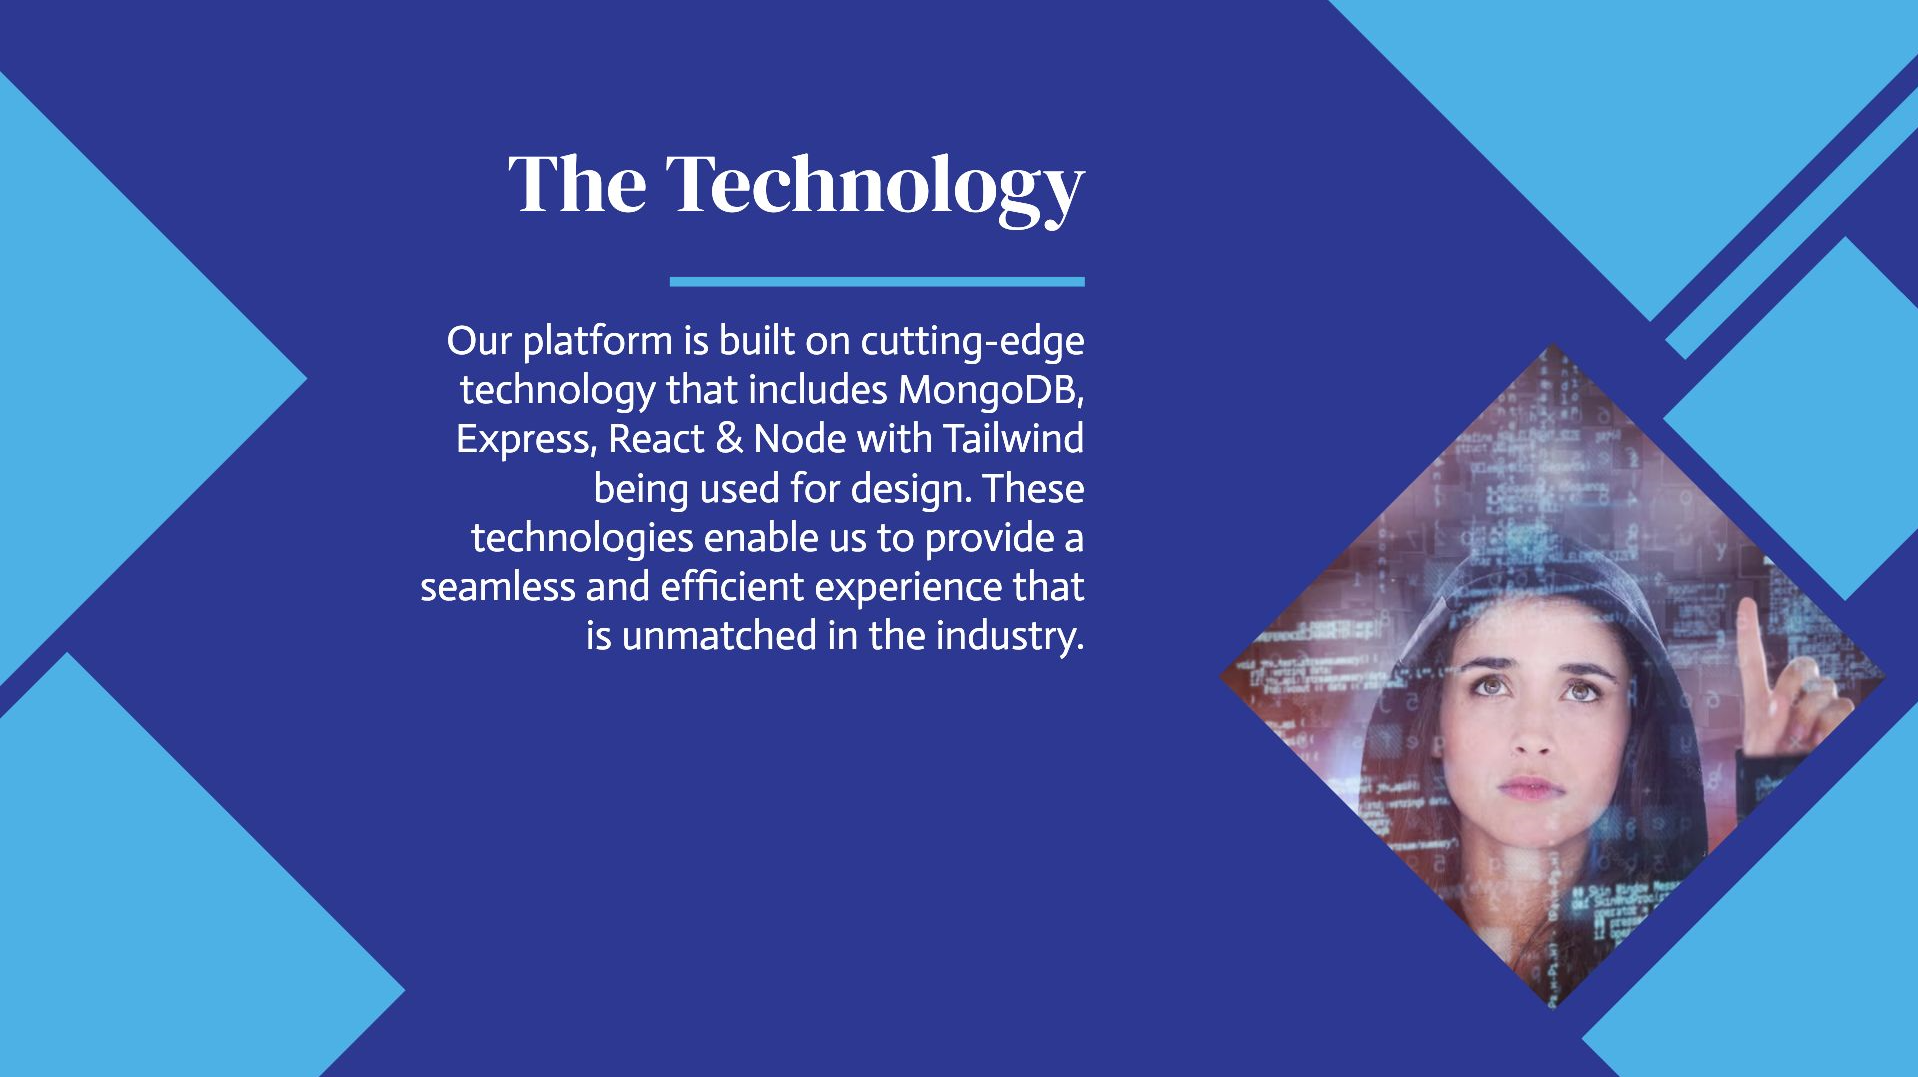 The Technology
Our platform is built on cutting-edge
technology that includes MongoDB,
Express, React & Node with Tailwind
being used for design. These
technologies enable us to provide a
seamless and efficient experience that
is unmatched in the industry.